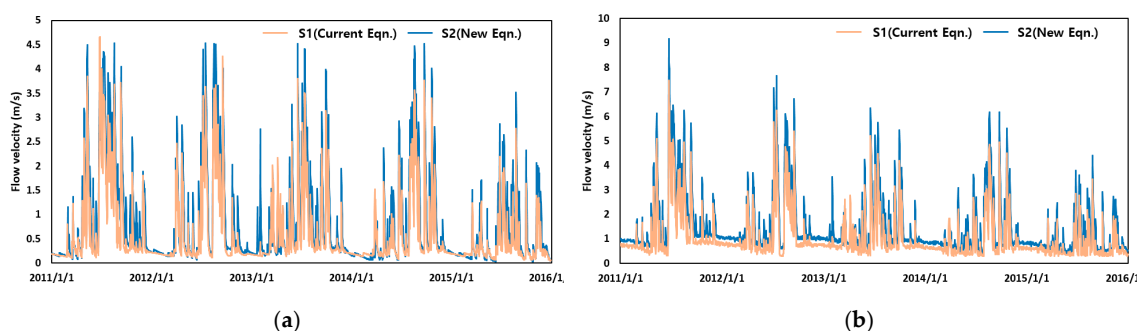 5
4.5
4
3.5
3
2.5
2
1.5
1
0.5
0
Flow velocity (m/s)
S1(Current Eqn.) S2(New Eqn.)
2011/1/1 2012/1/1 2013/1/1 2014/1/1 2015/1/1 2016/1,
(a)
10
9
8
7
6
5
4
3
2
1
0
Flow velocity (m/s)
S1(Current Eqn.) S2(New Eqn.)
2011/1/1 2012/1/1 2013/1/1 2014/1/1 2015/1/1 2016/1,
(b)